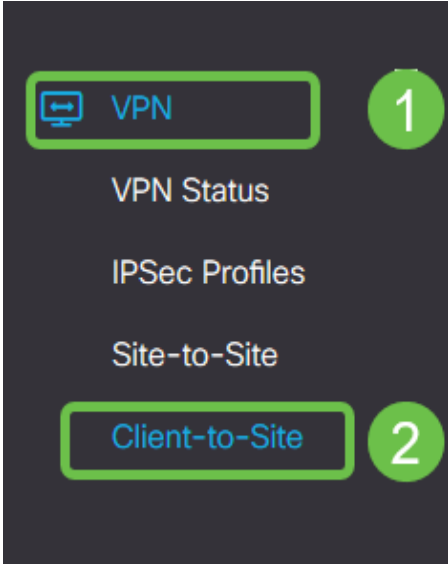 VPN 1
VPN Status
IPSec Profiles
Site-to-Site
Client-to-Site 2